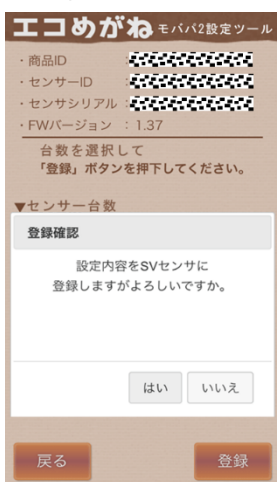 エコめがね モバパ2設定ツール
・商品ID :
・センサーID :
・センサシリアル :
・FWバージョン : 1.37
台数を選択して
「登録」ボタンを押下してください。
▼センサー台数
登録確認
設定内容をSVセンサに
登録しますがよろしいですか。
はい いいえ
戻る 登録